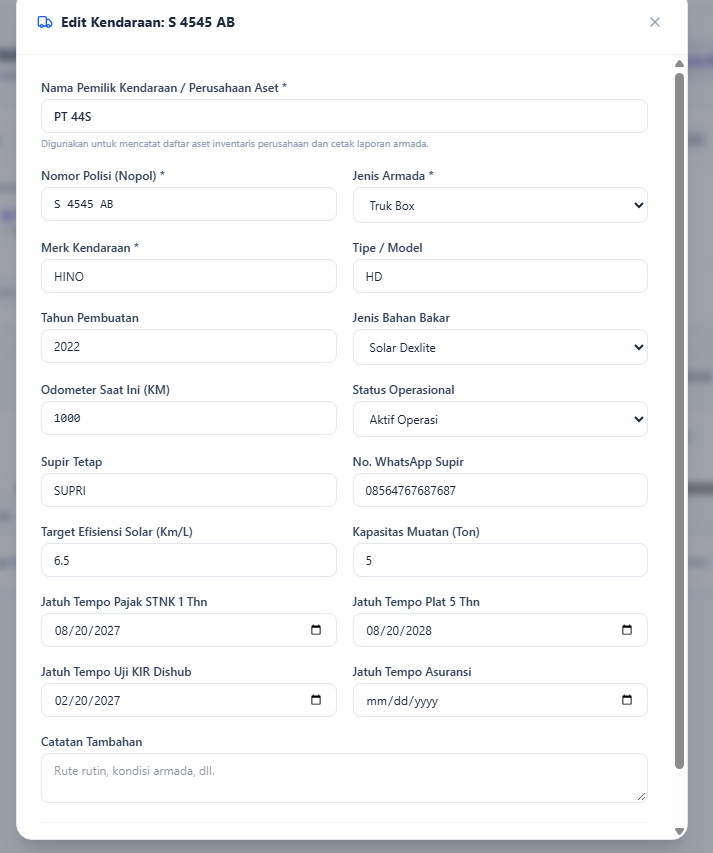 Edit Kendaraan: S 4545 AB
Nama Pemilik Kendaraan / Perusahaan Aset *
PT 44S
Digunakan untuk mencatat daftar aset inventaris perusahaan dan cetak laporan armada.
Nomor Polisi (Nopol) *
Jenis Armada *
S 4545 AB
Truk Box
Merk Kendaraan *
Tipe / Model
HINO
HD
Tahun Pembuatan
Jenis Bahan Bakar
2022
Solar Dexlite
Odometer Saat Ini (KM)
Status Operasional
1000
Aktif Operasi
Supir Tetap
No. WhatsApp Supir
SUPRI
08564767687687
Target Efisiensi Solar (Km/L)
Kapasitas Muatan (Ton)
6.5
5
Jatuh Tempo Pajak STNK 1 Thn
Jatuh Tempo Plat 5 Thn
08/20/2027
08/20/2028
Jatuh Tempo Uji KIR Dishub
Jatuh Tempo Asuransi
02/20/2027
mm/dd/yyyy
Catatan Tambahan
Rute rutin, kondisi armada, dll.